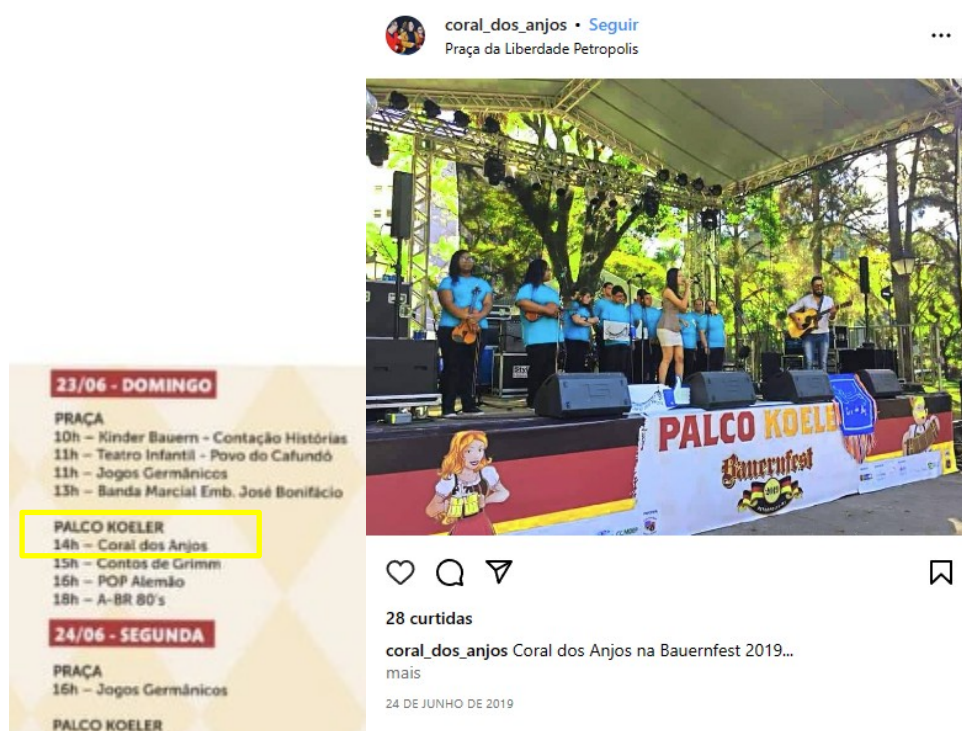 coral_dos_anjos • Seguir
Praça da Liberdade Petropolis
PALCO KOELE
Bauernfest
2019
28 curtidas
coral_dos_anjos Coral dos Anjos na Bauernfest 2019...
mais
24 DE JUNHO DE 2019
23/06 - DOMINGO
PRAÇA
10h – Kinder Bauern - Contação Histórias
11h – Teatro Infantil - Povo do Cafundó
11h – Jogos Germânicos
13h – Banda Marcial Emb. José Bonifácio
PALCO KOELER
14h – Coral dos Anjos
15h – Contos de Grimm
16h – POP Alemão
18h – A-BR 80's
24/06 - SEGUNDA
PRAÇA
16h – Jogos Germânicos
PALCO KOELER